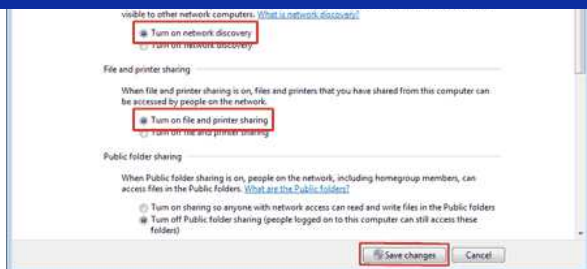 visible to other network computers. What is network discovery?
Turn on network discovery
Turn off network discovery
File and printer sharing
When file and printer sharing is on, files and printers that you have shared from this computer can
be accessed by people on the network.
Turn on file and printer sharing
Turn off file and printer sharing
Public folder sharing
When Public folder sharing is on, people on the network, including homegroup members, can
access files in the Public folders. What are the Public folders?
Turn on sharing so anyone with network access can read and write files in the Public folders
Turn off Public folder sharing (people logged on to this computer can still access these
folders)
Save changes Cancel